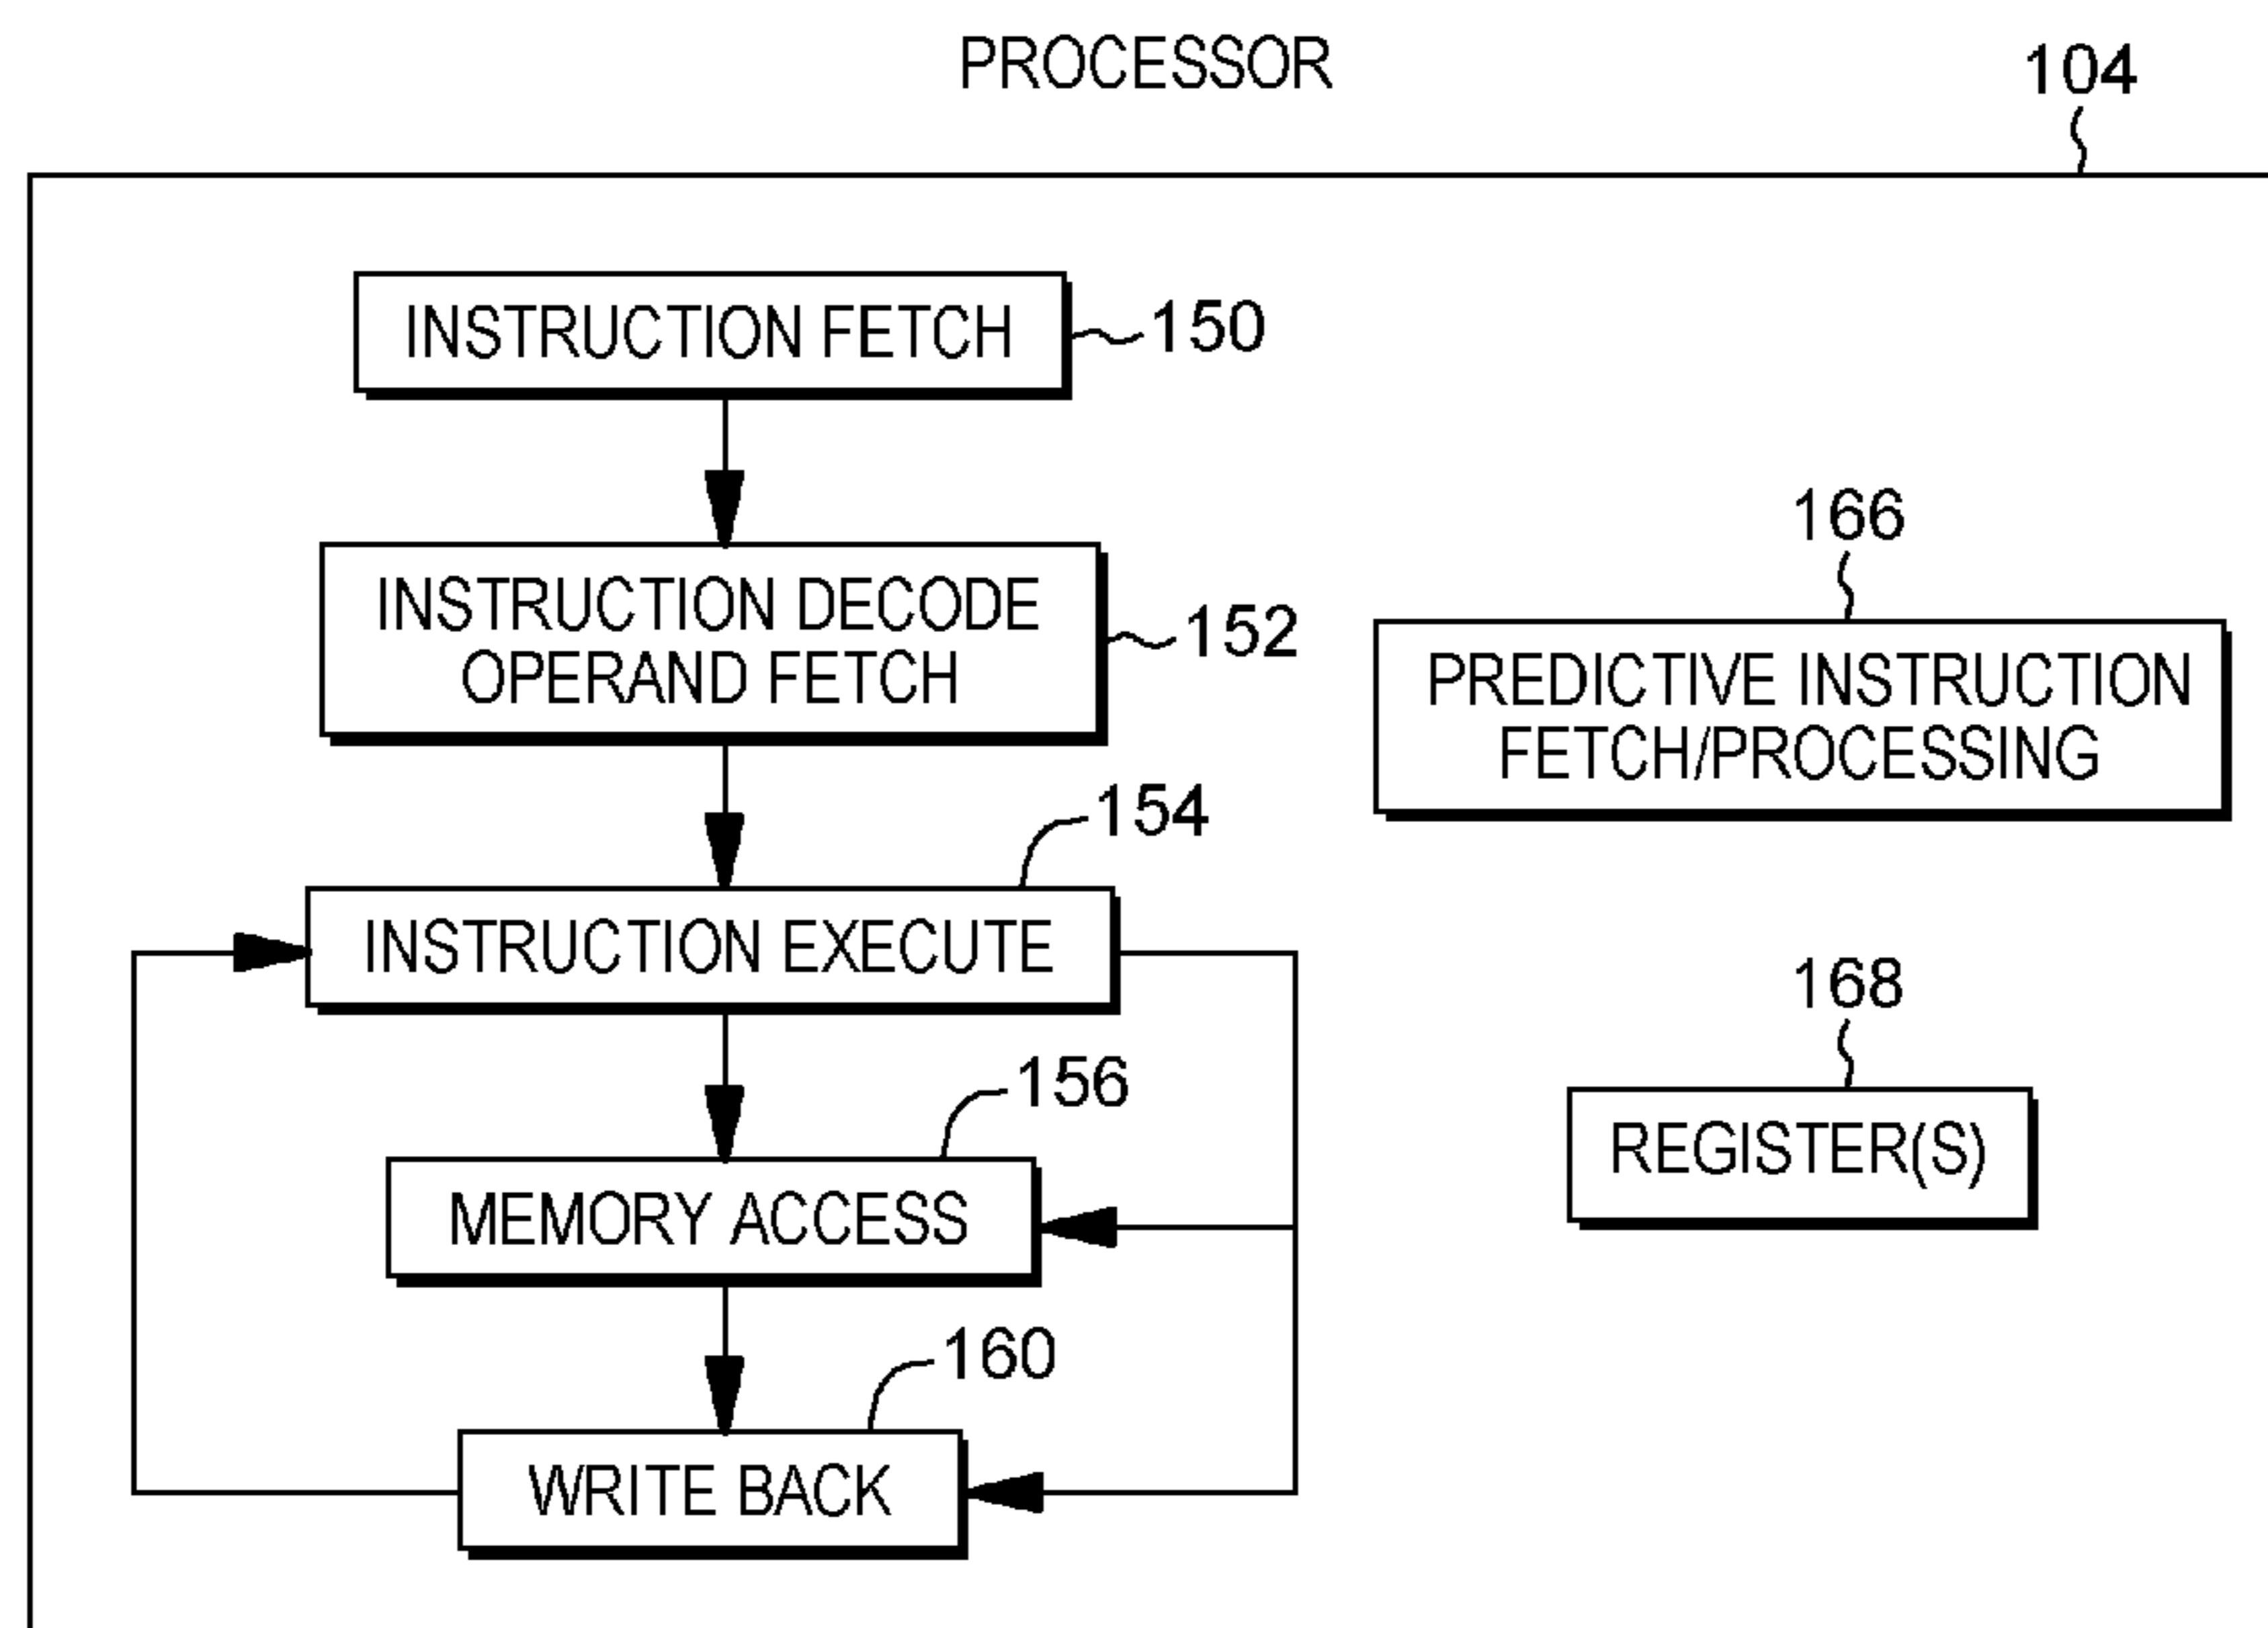 PROCESSOR
104
INSTRUCTION FETCH
150
INSTRUCTION DECODE
OPERAND FETCH
152
166
PREDICTIVE INSTRUCTION
FETCH/PROCESSING
154
INSTRUCTION EXECUTE
168
REGISTER(S)
156
MEMORY ACCESS
160
WRITE BACK